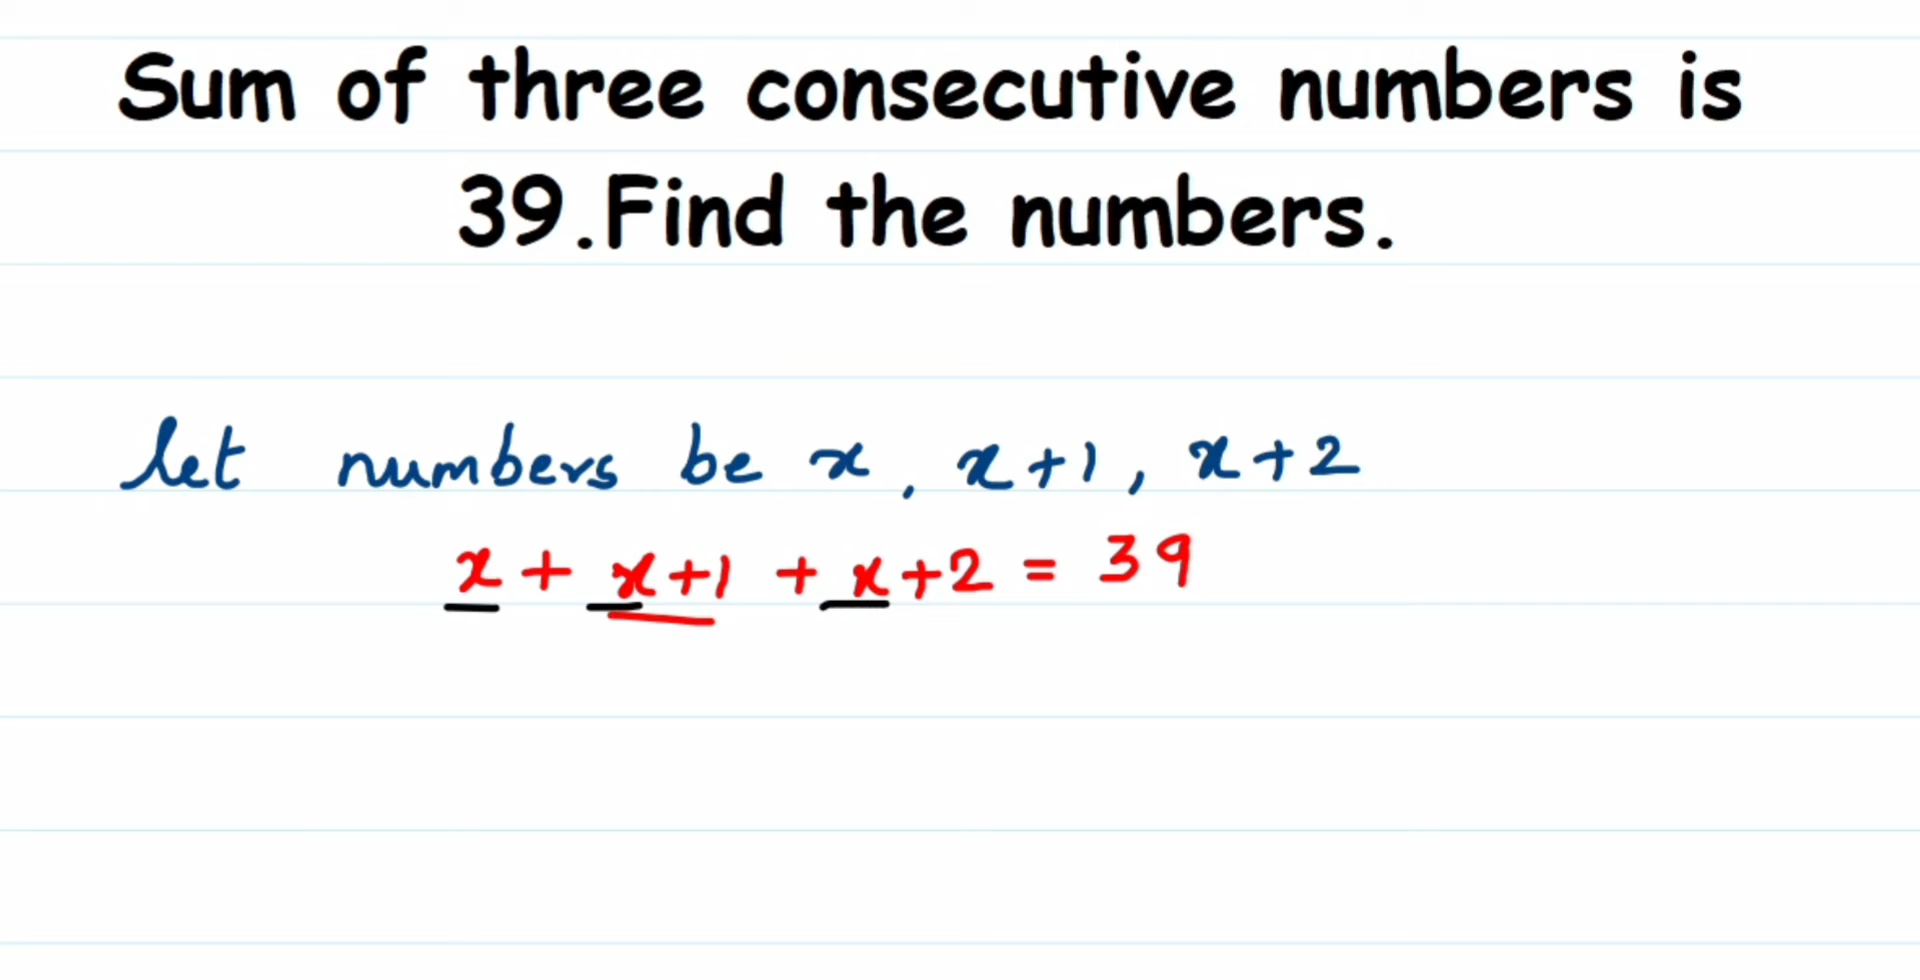 Sum of three consecutive numbers is
39.Find the numbers.
let numbers be x, x+1, x+2
x + x+1 + x+2 = 39